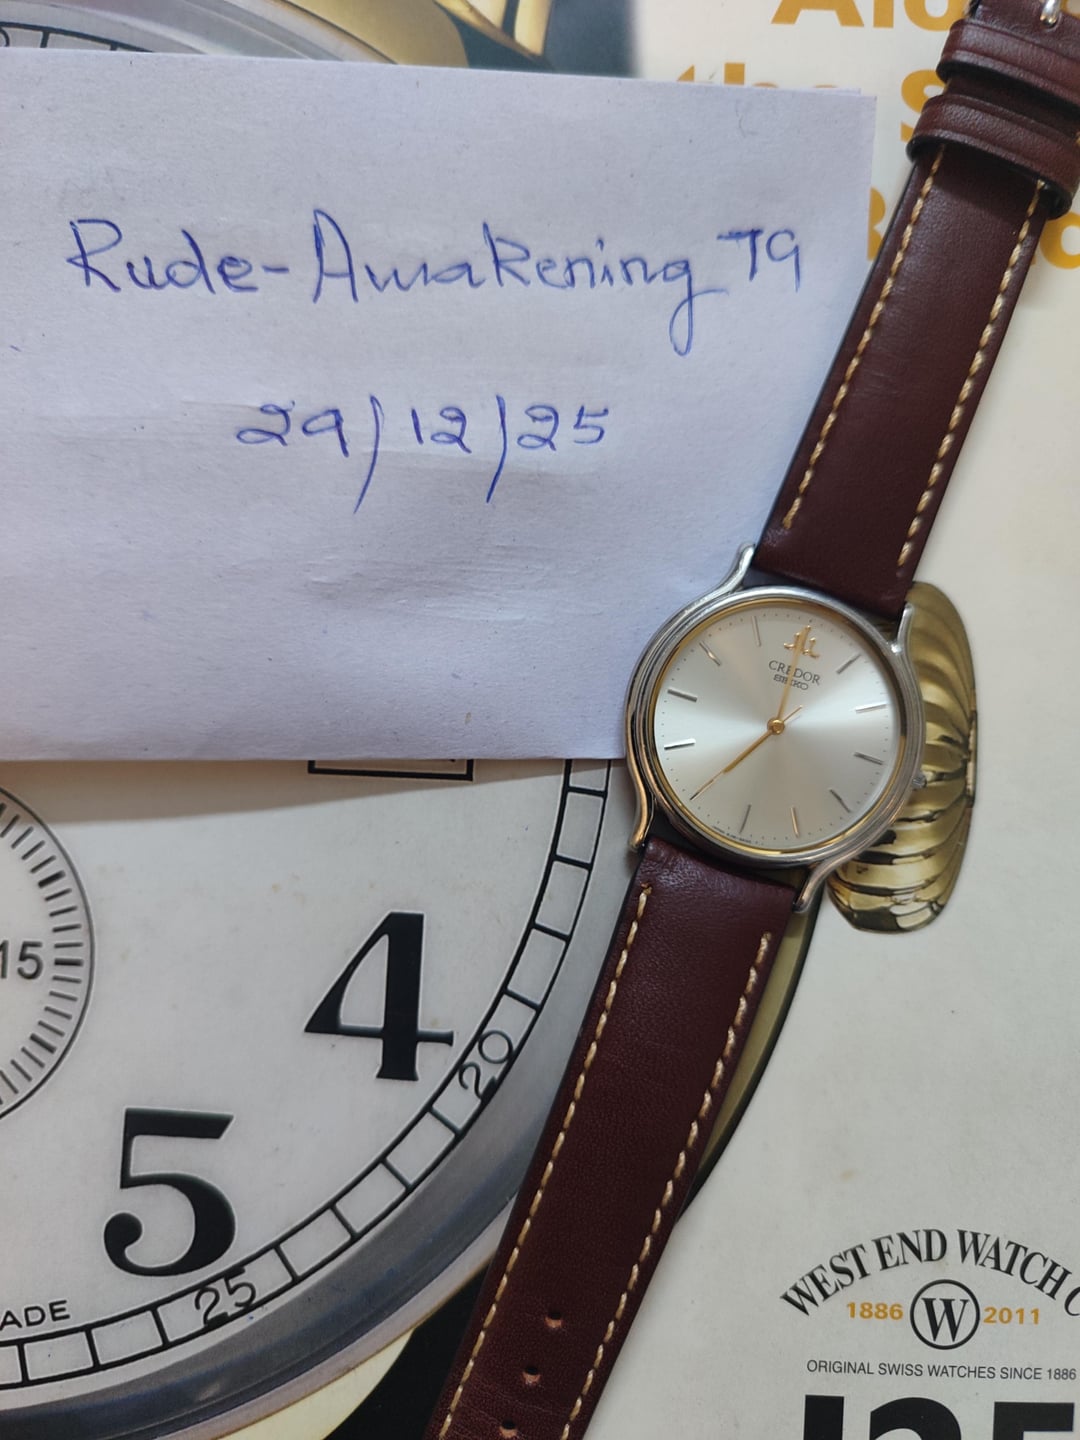 Rude-Awakening T9
29/12/25
CREDOR
SEIKO
15
4
20
5
25
ADE
WEST END WATCH C
1886 W 2011
ORIGINAL SWISS WATCHES SINCE 1886
125